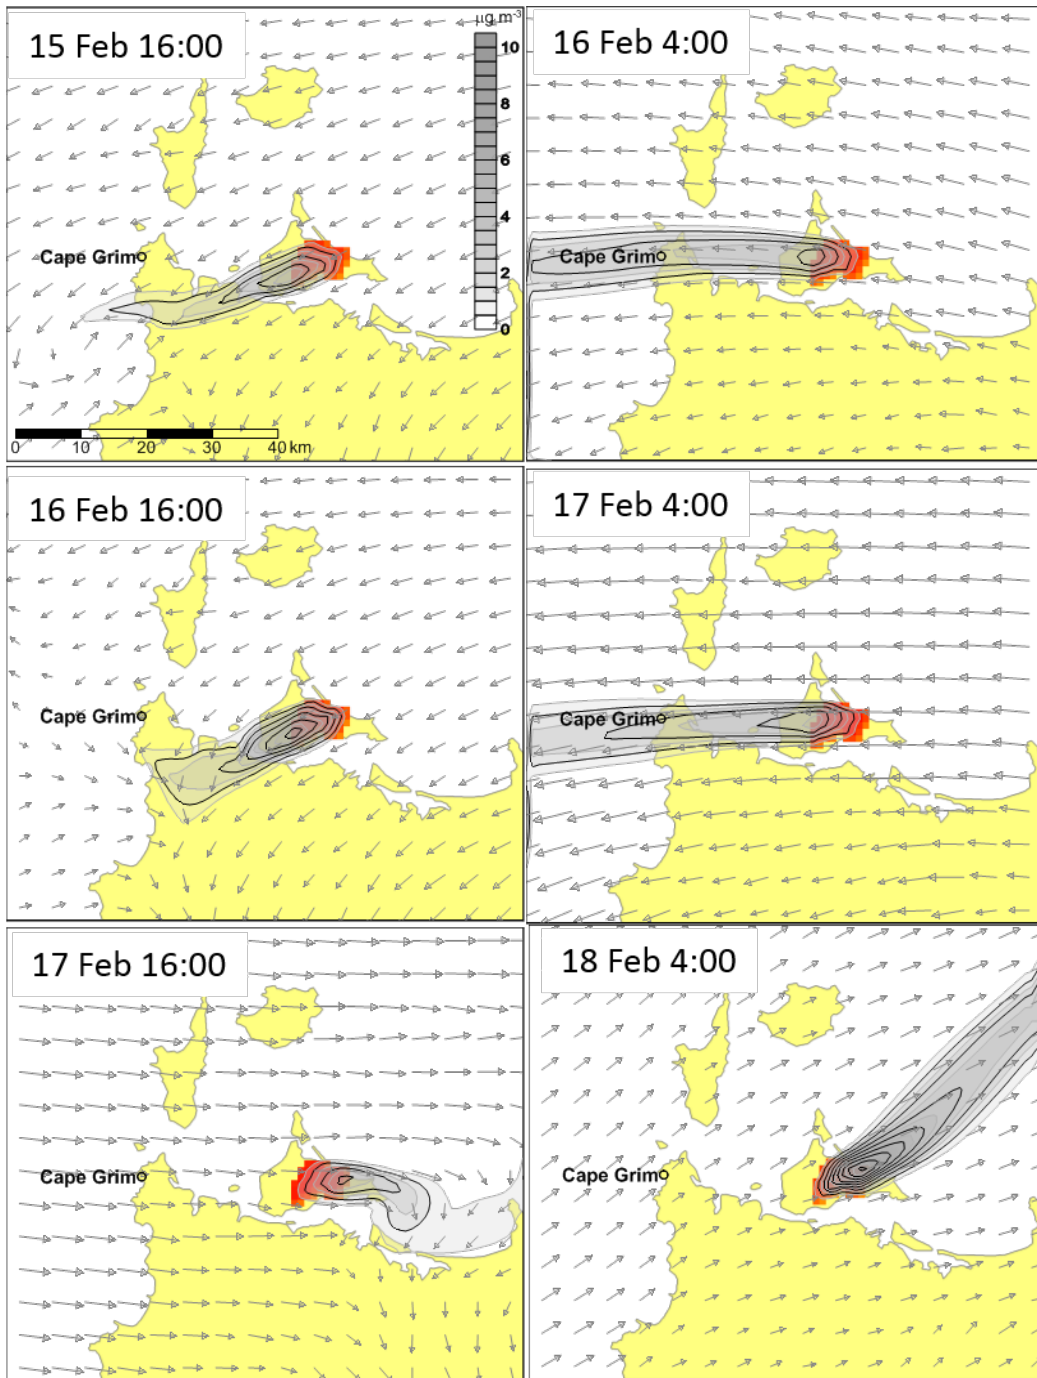 15 Feb 16:00
µg m-3
10
8
6
4
2
0
Cape Grim
0 10 20 30 40 km
16 Feb 4:00
Cape Grim
16 Feb 16:00
Cape Grim
17 Feb 4:00
Cape Grim
17 Feb 16:00
Cape Grim
18 Feb 4:00
Cape Grim